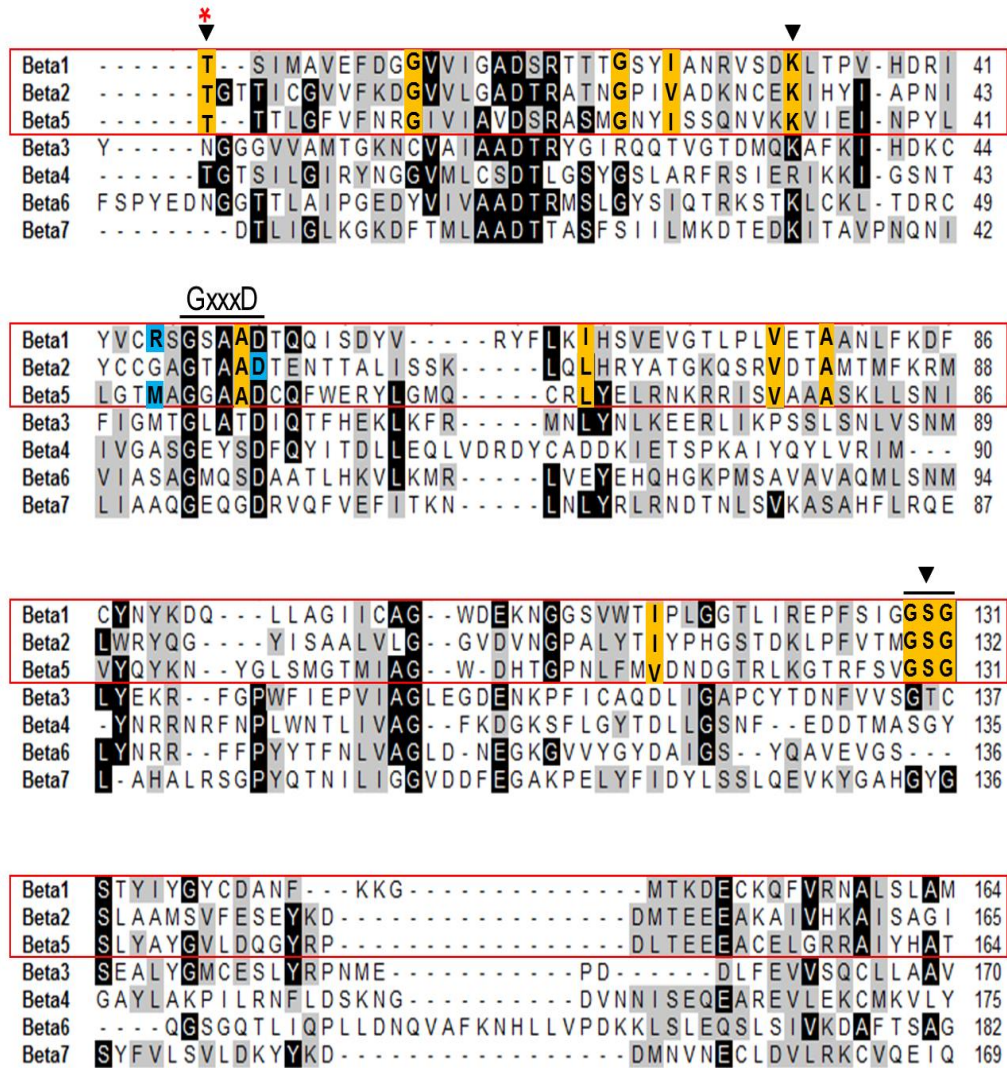 *
Beta1 - - - - - - T - - SIMAVEFDGGVVIGADSRTTTGSYIANRVSDKLTPV-HDRI 41
Beta2 - - - - - - TGTTICGVVFKDGVVLGADTRATNGPIVADKNCEKIHYI-APNI 43
Beta5 - - - - - - T - - TTLGFVFNRGIVIAVDSRASMGNYISSQNVKKVIEI-NPYL 41
Beta3 Y - - - - - NGGGVVAMTGKNCVAIAADTRYGIRQQTVGTDMQKAFKI-HDKC 44
Beta4 - - - - - - TGTSILGIRYNGGVMLCSDTLGSYGSLARFRSIERIKKI-GSNT 43
Beta6 FSPYEDNGGTTLAIPGEDYVIVAADTRMSLGYSIQTRKSTKLCKL-TDRC 49
Beta7 - - - - - - - - DTLIGLKGKDFTMLAADTTASFSIILMKDTEDKITAVPNQNI 42
GxxxD
Beta1 YVCRSGSAADTQQISDYV-----RYFLKIHSVEVGTLPLVETAANLFKDF 86
Beta2 YCCGAGTAADTENTTALISSK-----LQLHRYATGKQSRVDTAMTMFKRM 88
Beta5 LGTMAGGAADCQFWERYLGMQ-----CRLYELRNKRRISVAAASKLLSNI 86
Beta3 FIGMTGLATDIQTFHEKLKFR-----MNLYNLKEERLIKPSSLSNLVSNM 89
Beta4 IVGASGEYSDFQYITDLLEQLVDRDYCADDKIETSPKAIYQYLVRIM--- 90
Beta6 VIASAGMQSDAATLHKVLKMR-----LVEYEHQHGKPMSAVAVAQMLSNM 94
Beta7 LIAAQGEQGDRVQFVEFITKN-----LNLYRLRNDTNLSVKASAHFLRQE 87
Beta1 CYNYKDQ---LLAGIICAG--WDEKNGGSVWTIPLGGTLIREPFSIGGSG 131
Beta2 LWRYQG----YISAALVLG--GVDVNGPALYTIYPHGSTDKLPFVTMGSG 132
Beta5 VYQYKN---YGLSMGTMIAG--W-DHTGPNLFMVDNDGTRLKGTRFSVGSG 131
Beta3 LYEKR--FGPWFIEPVIAGLEGDENKPFICAQDLIGAPCYTDNFVVSGTC 137
Beta4 -YNRRNRFNPLWNTLIVAG--FKDGKSFLGYTDLLGSNF--EDDTMASGY 136
Beta6 LYNRR--FFPYYTFNLVAGLD-NEGKGVVYGYDAIGS--YQAVEVGS--- 136
Beta7 L-AHALRSGPYQTNILIGGVDDFEGAKPELYFIDYLSSLQEVKYGAHGYG 136
Beta1 STYIYGYCDANF---KKG--------------MTKDECKQFVRNALSLAM 164
Beta2 SLAAMSVFESEYKD---------------DMTEEEAKAIVHKAISAGI 165
Beta5 SLYAYGVLDQGYRP---------------DLTEEEACELGRRAIYHAT 164
Beta3 SEALYGMCESLYRPNME----------PD------DLFEVVSQCLLAAV 170
Beta4 GAYLAKPILRNFLDSKNG-----------DVNNISEQEAREVLEKCMKVLY 175
Beta6 ----QGSGQTLIQPLLDNQVAFKNHLLVPDKKLSLEQSLSIVKDAFTSAG 182
Beta7 SYFVLSVLDKYYKD---------------DMNVNECLDVLRKCVQEIQ 169